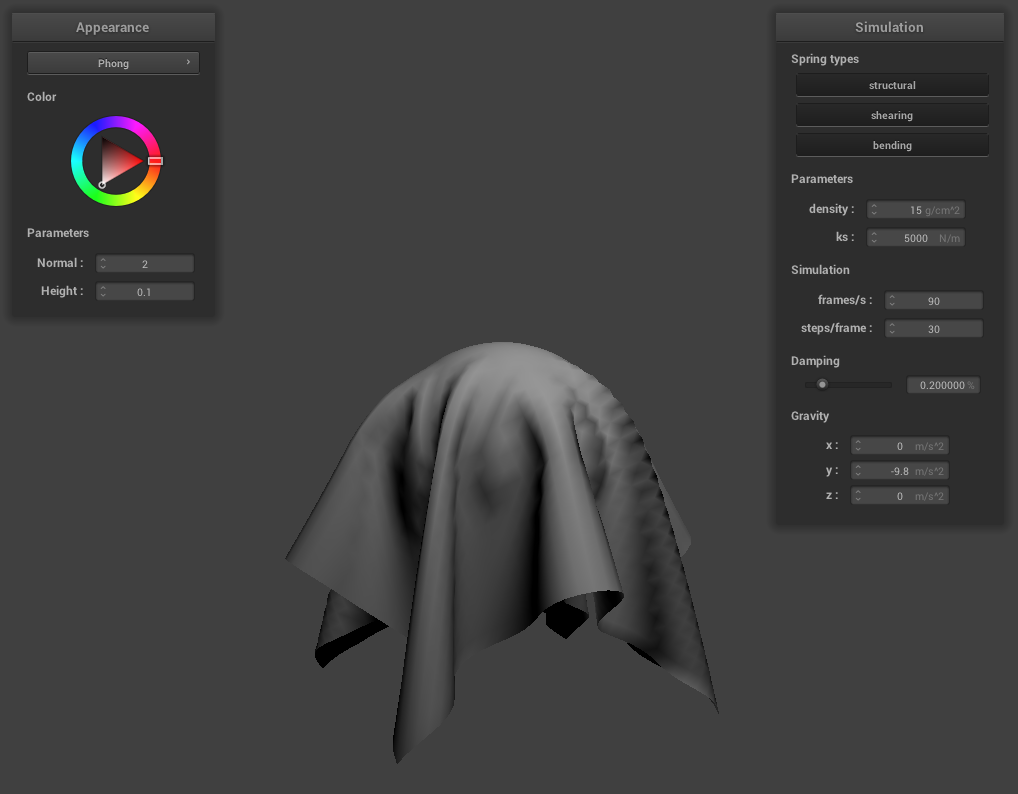 Appearance
Phong
Color
Parameters
Normal : 2
Height : 0.1
Simulation
Spring types
structural
shearing
bending
Parameters
density : 15 g/cm^2
ks : 5000 N/m
Simulation
frames/s : 90
steps/frame : 30
Damping
0.200000 %
Gravity
x : 0 m/s^2
y : -9.8 m/s^2
z : 0 m/s^2